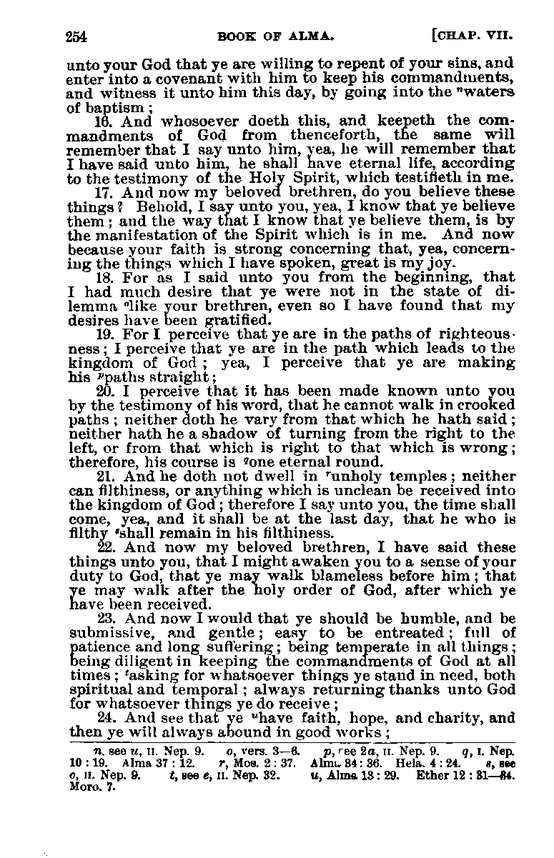 254 BOOK OF ALMA. [CHAP. VII.
unto your God that ye are willing to repent of your sins, and
enter into a covenant with him to keep his commandments,
and witness it unto him this day, by going into the ⁿwaters
of baptism ;
16. And whosoever doeth this, and keepeth the com-
mandments of God from thenceforth, the same will
remember that I say unto him, yea, he will remember that
I have said unto him, he shall have eternal life, according
to the testimony of the Holy Spirit, which testifieth in me.
17. And now my beloved brethren, do you believe these
things? Behold, I say unto you, yea, I know that ye believe
them ; and the way that I know that ye believe them, is by
the manifestation of the Spirit which is in me. And now
because your faith is strong concerning that, yea, concern-
ing the things which I have spoken, great is my joy.
18. For as I said unto you from the beginning, that
I had much desire that ye were not in the state of di-
lemma ᵒlike your brethren, even so I have found that my
desires have been gratified.
19. For I perceive that ye are in the paths of righteous-
ness ; I perceive that ye are in the path which leads to the
kingdom of God ; yea, I perceive that ye are making
his ᵖpaths straight ;
20. I perceive that it has been made known unto you
by the testimony of his word, that he cannot walk in crooked
paths ; neither doth he vary from that which he hath said ;
neither hath he a shadow of turning from the right to the
left, or from that which is right to that which is wrong ;
therefore, his course is qone eternal round.
21. And he doth not dwell in ʳunholy temples ; neither
can filthiness, or anything which is unclean be received into
the kingdom of God ; therefore I say unto you, the time shall
come, yea, and it shall be at the last day, that he who is
filthy ˢshall remain in his filthiness.
22. And now my beloved brethren, I have said these
things unto you, that I might awaken you to a sense of your
duty to God, that ye may walk blameless before him ; that
ye may walk after the holy order of God, after which ye
have been received.
23. And now I would that ye should be humble, and be
submissive, and gentle ; easy to be entreated ; full of
patience and long suffering ; being temperate in all things ;
being diligent in keeping the commandments of God at all
times ; ᵗasking for whatsoever things ye stand in need, both
spiritual and temporal ; always returning thanks unto God
for whatsoever things ye do receive ;
24. And see that ye ᵘhave faith, hope, and charity, and
then ye will always abound in good works ;
n, see u, II. Nep. 9. o, vers. 3—6. p, see 2a, II. Nep. 9. q, I. Nep.
10 : 19. Alma 37 : 12. r, Mos. 2 : 37. Alma 34 : 36. Hela. 4 : 24. s, see
o, II. Nep. 9. t, see e, II. Nep. 32. u, Alma 13 : 29. Ether 12 : 31—34.
Moro. 7.